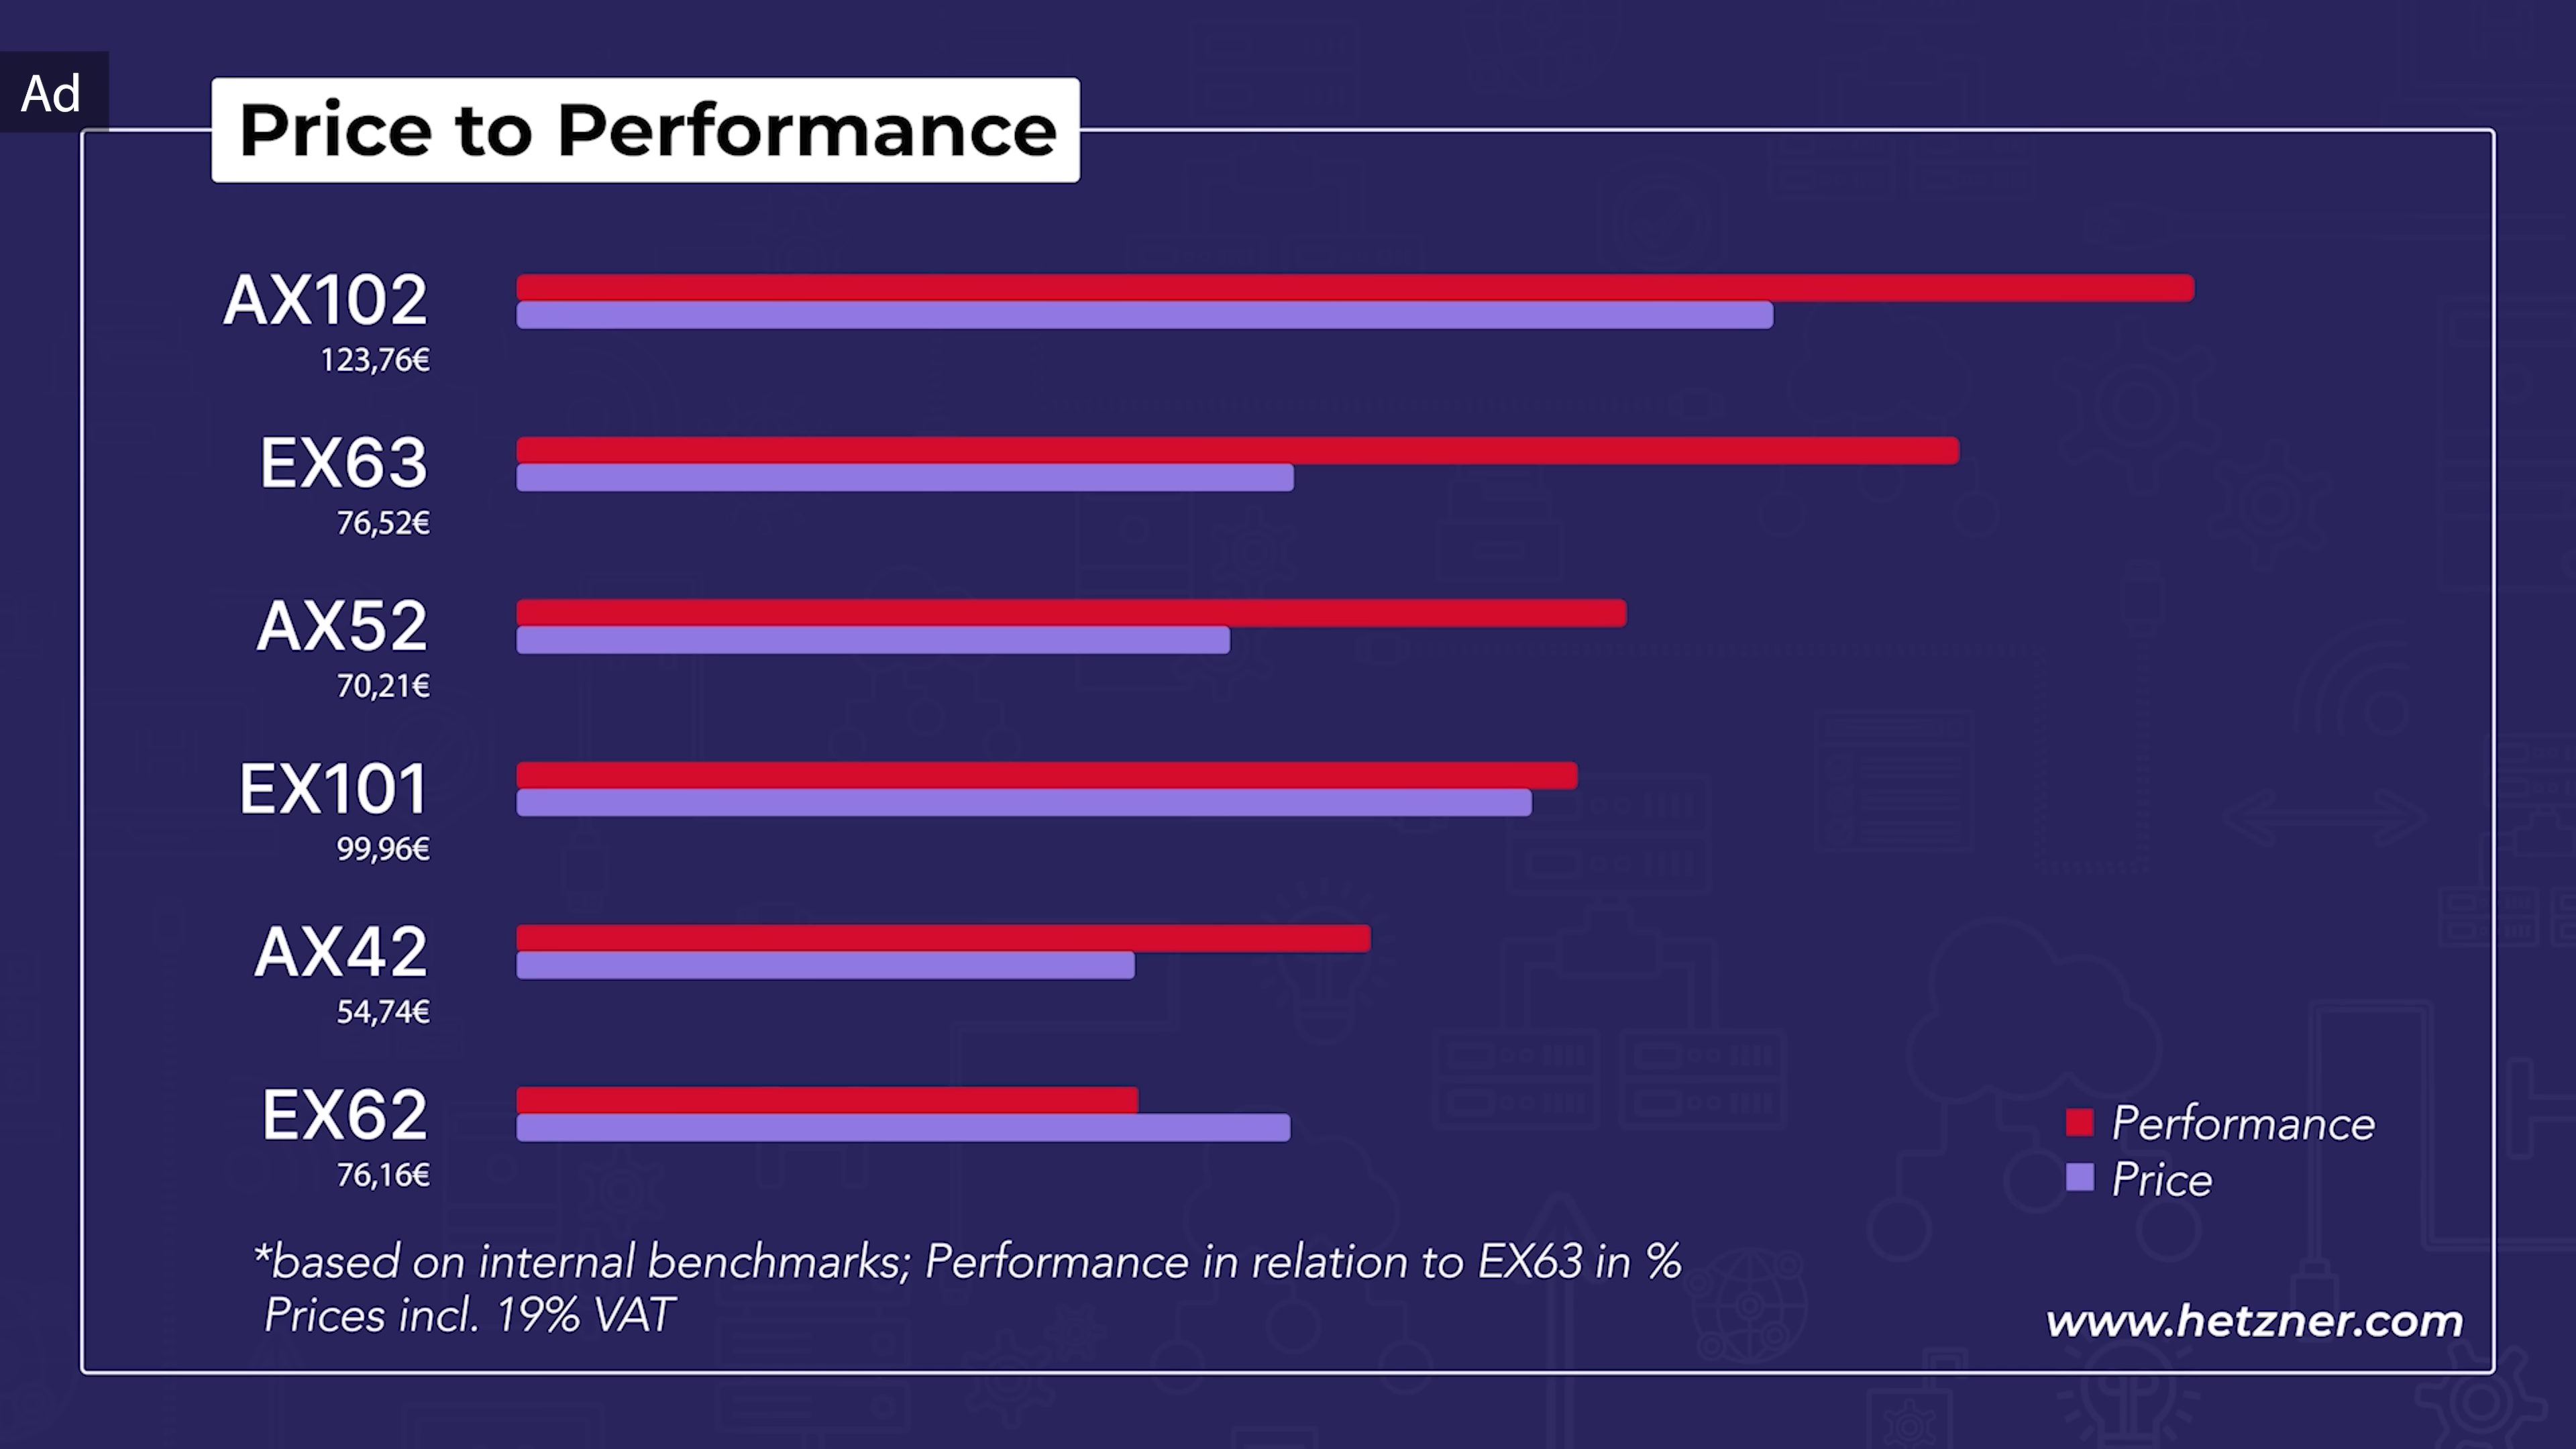 Ad
Price to Performance
AX102
123,76€
EX63
76,52€
AX52
70,21€
EX101
99,96€
AX42
54,74€
EX62
76,16€
Performance
Price
*based on internal benchmarks; Performance in relation to EX63 in %
Prices incl. 19% VAT
www.hetzner.com